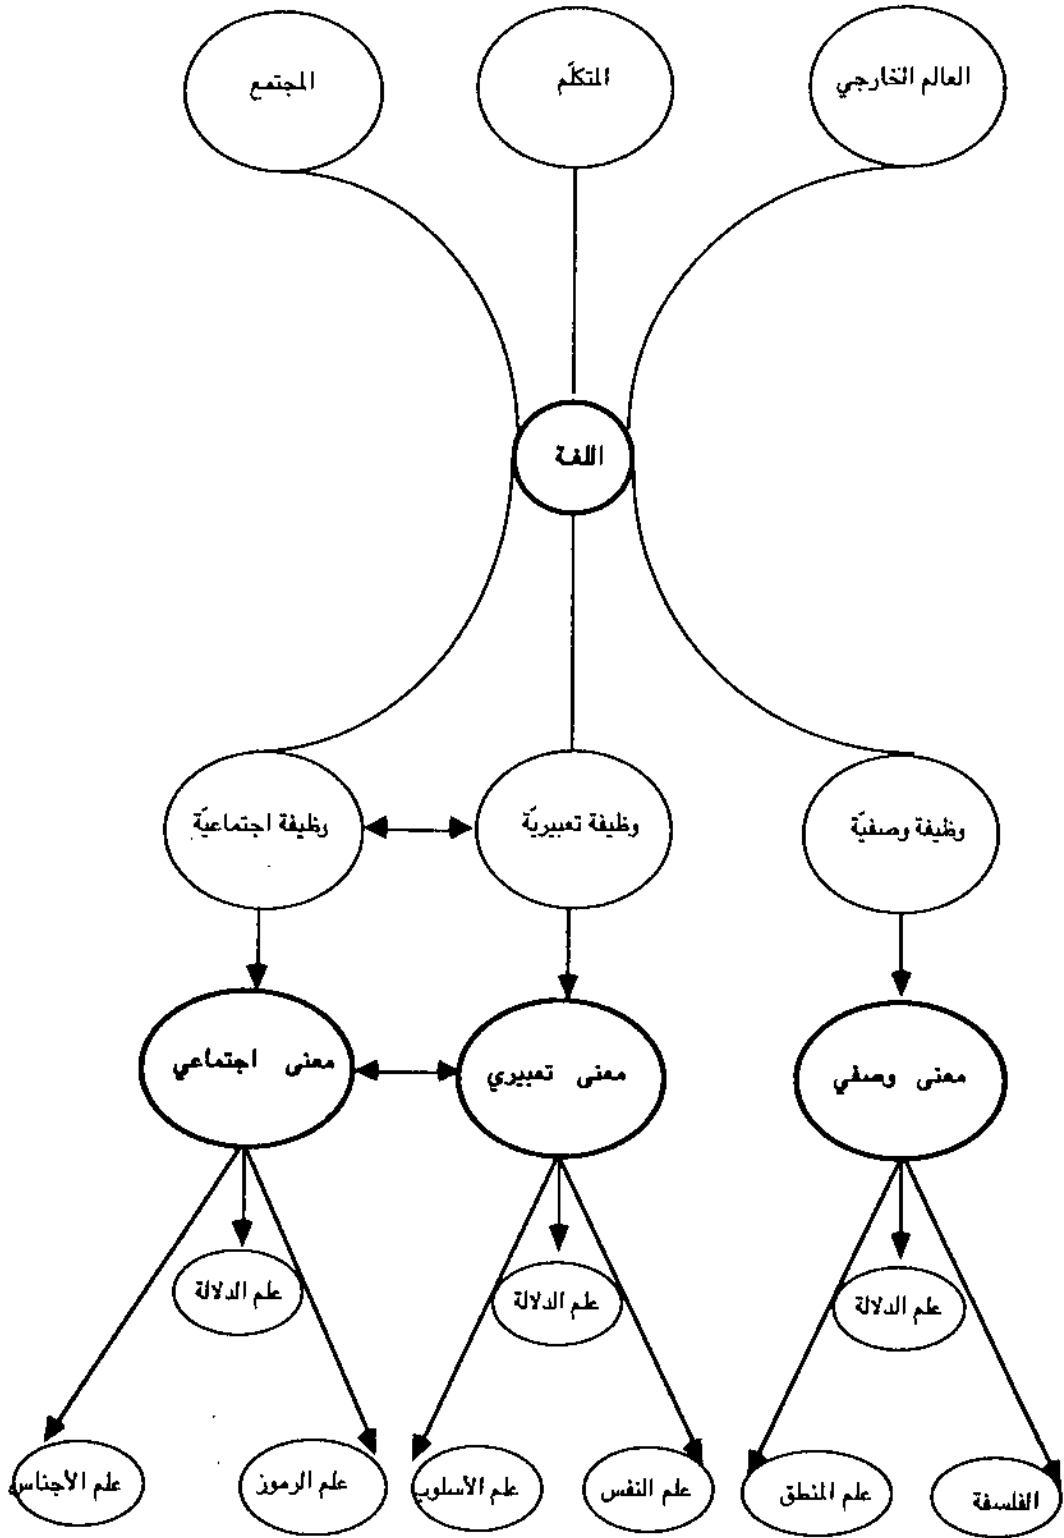 العالم الخارجي
المتكلّم
المجتمع
اللغة
وظيفة وصفيّة
وظيفة تعبيريّة
وظيفة اجتماعيّة
معنى وصفي
معنى تعبيري
معنى اجتماعي
علم الدلالة
علم الدلالة
علم الدلالة
الفلسفة
علم المنطق
علم النفس
علم الأسلوب
علم الرموز
علم الأجناس